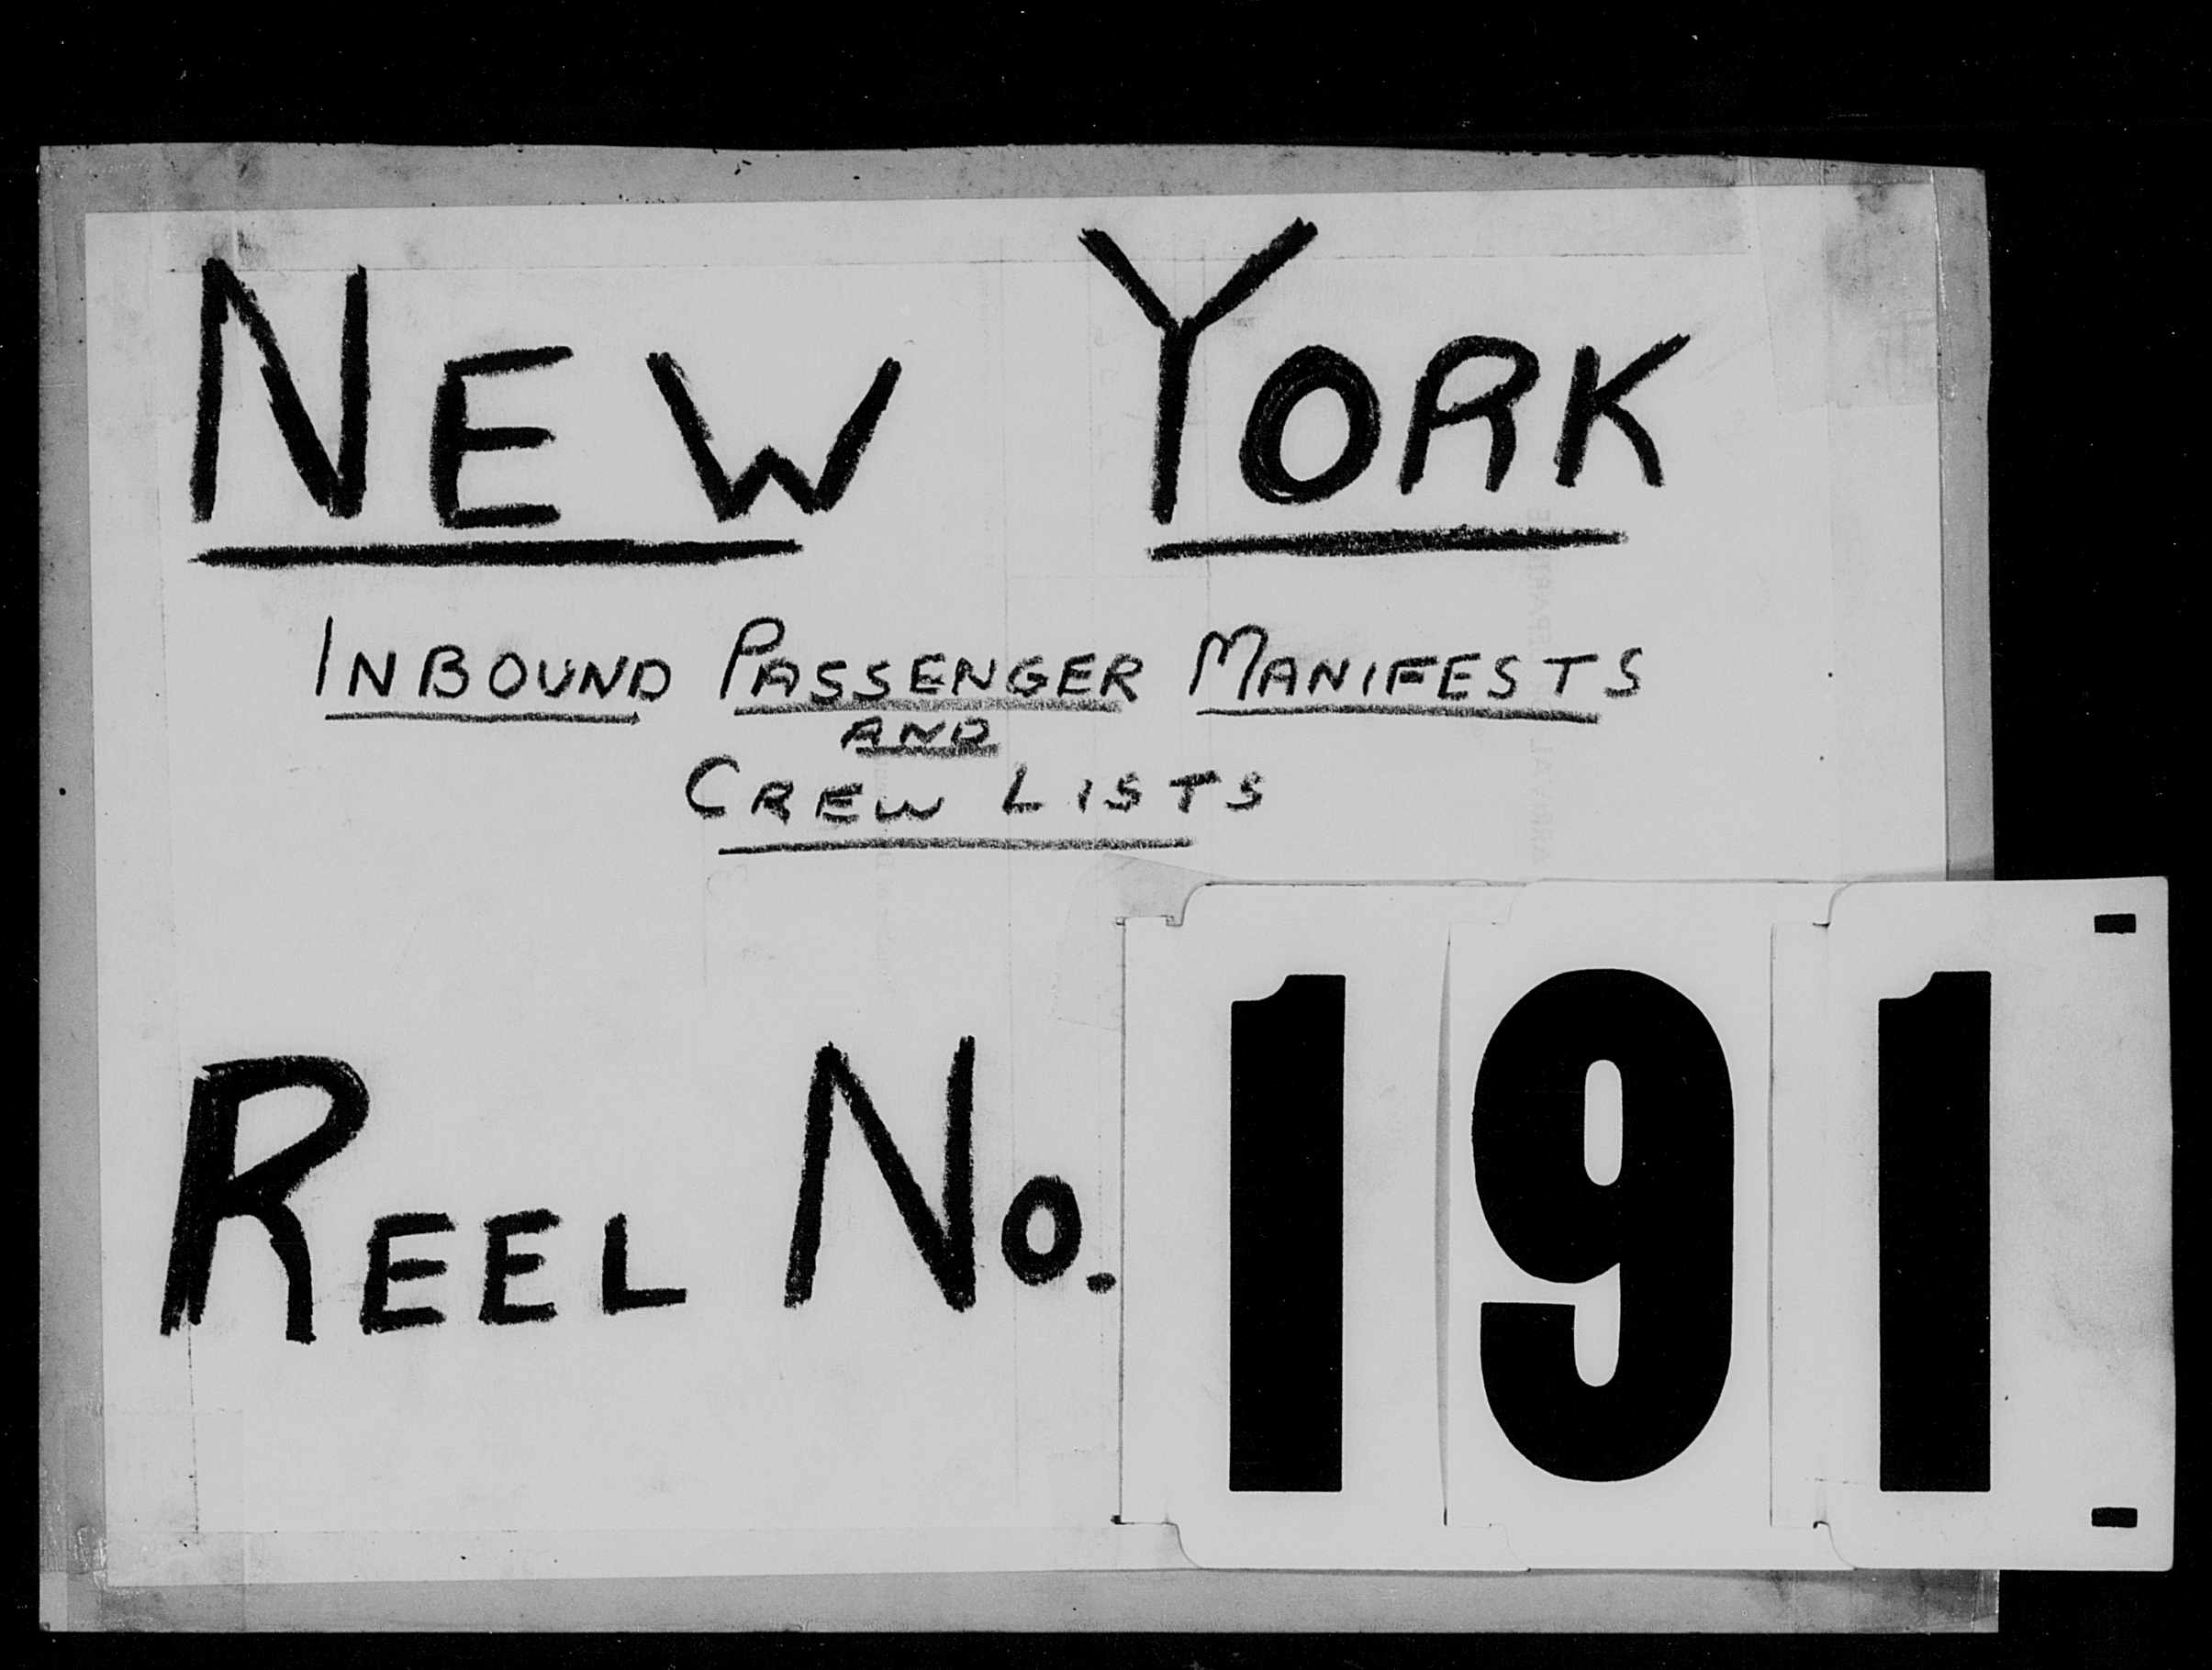 NEW YORK
INBOUND PASSENGER MANIFESTS
AND
CREW LISTS
REEL No. 191